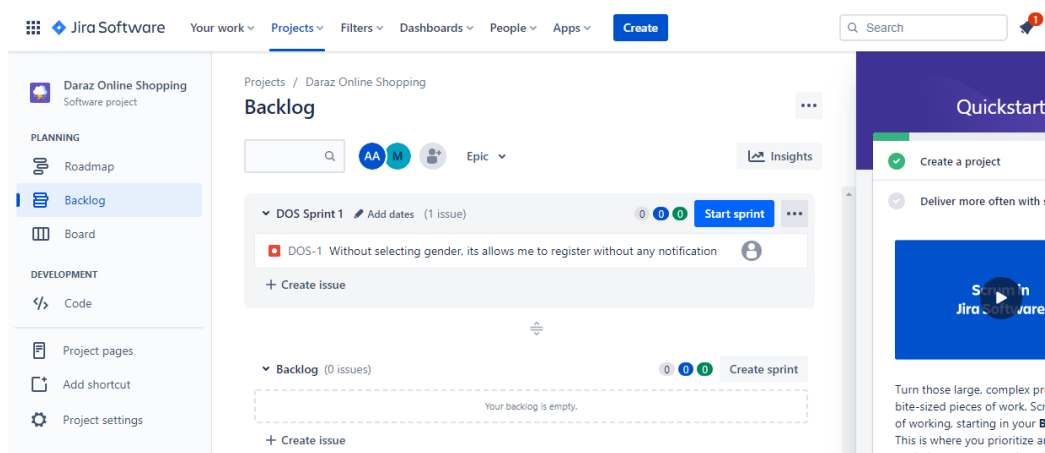 Jira Software Your work Projects Filters Dashboards People Apps Create Search 1
Daraz Online Shopping
Software project
PLANNING
Roadmap
Backlog
Board
DEVELOPMENT
Code
Project pages
Add shortcut
Project settings
Projects / Daraz Online Shopping
Backlog
AA M Epic Insights
DOS Sprint 1 Add dates (1 issue) 0 0 0 Start sprint
DOS-1 Without selecting gender, its allows me to register without any notification
+ Create issue
Backlog (0 issues) 0 0 0 Create sprint
Your backlog is empty.
+ Create issue
Quickstart
Create a project
Deliver more often with s
Scrum in
Jira Software
Turn those large, complex pr
bite-sized pieces of work. Scr
of working, starting in your B
This is where you prioritize a